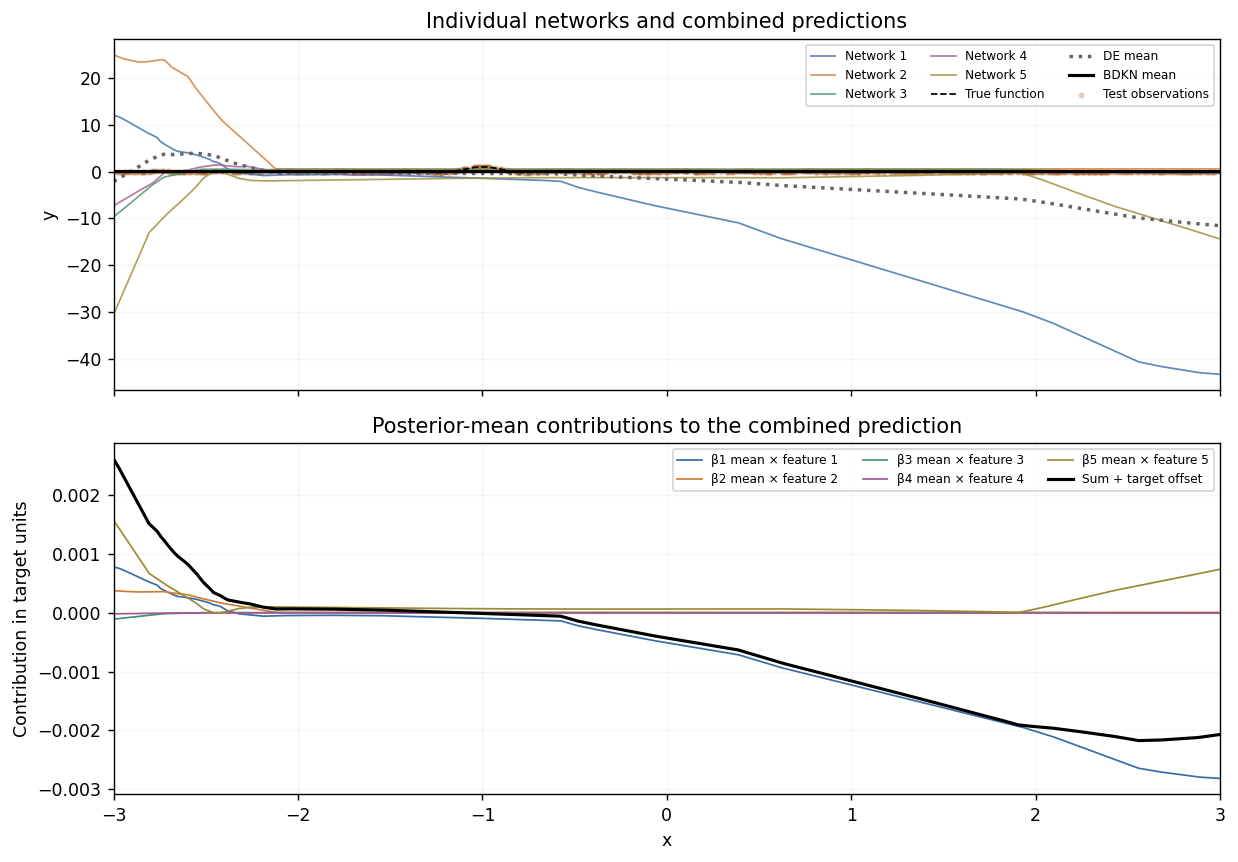 Individual networks and combined predictions
Network 1
Network 2
Network 3
Network 4
Network 5
True function
DE mean
BDKN mean
Test observations
20
10
0
−10
−20
−30
−40
y
Posterior-mean contributions to the combined prediction
β1 mean × feature 1
β2 mean × feature 2
β3 mean × feature 3
β4 mean × feature 4
β5 mean × feature 5
Sum + target offset
0.002
0.001
0.000
−0.001
−0.002
−0.003
Contribution in target units
−3 −2 −1 0 1 2 3
x